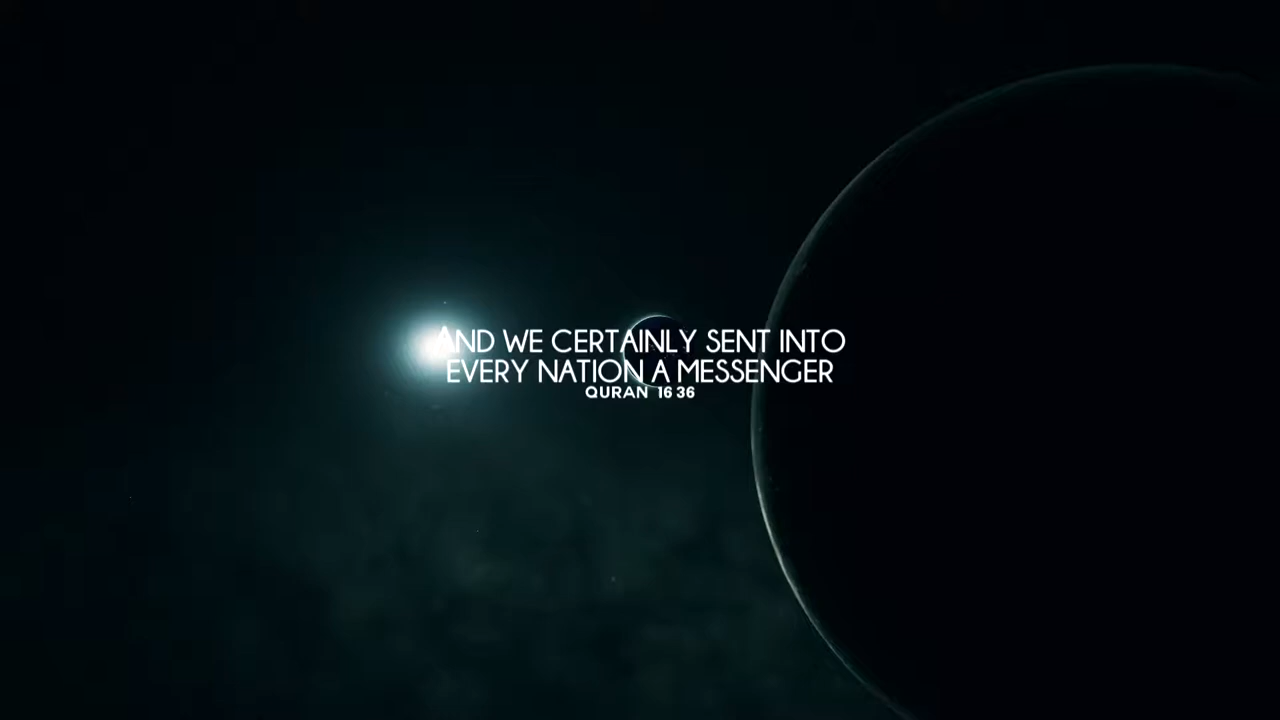 AND WE CERTAINLY SENT INTO
EVERY NATION A MESSENGER
QURAN 16 36